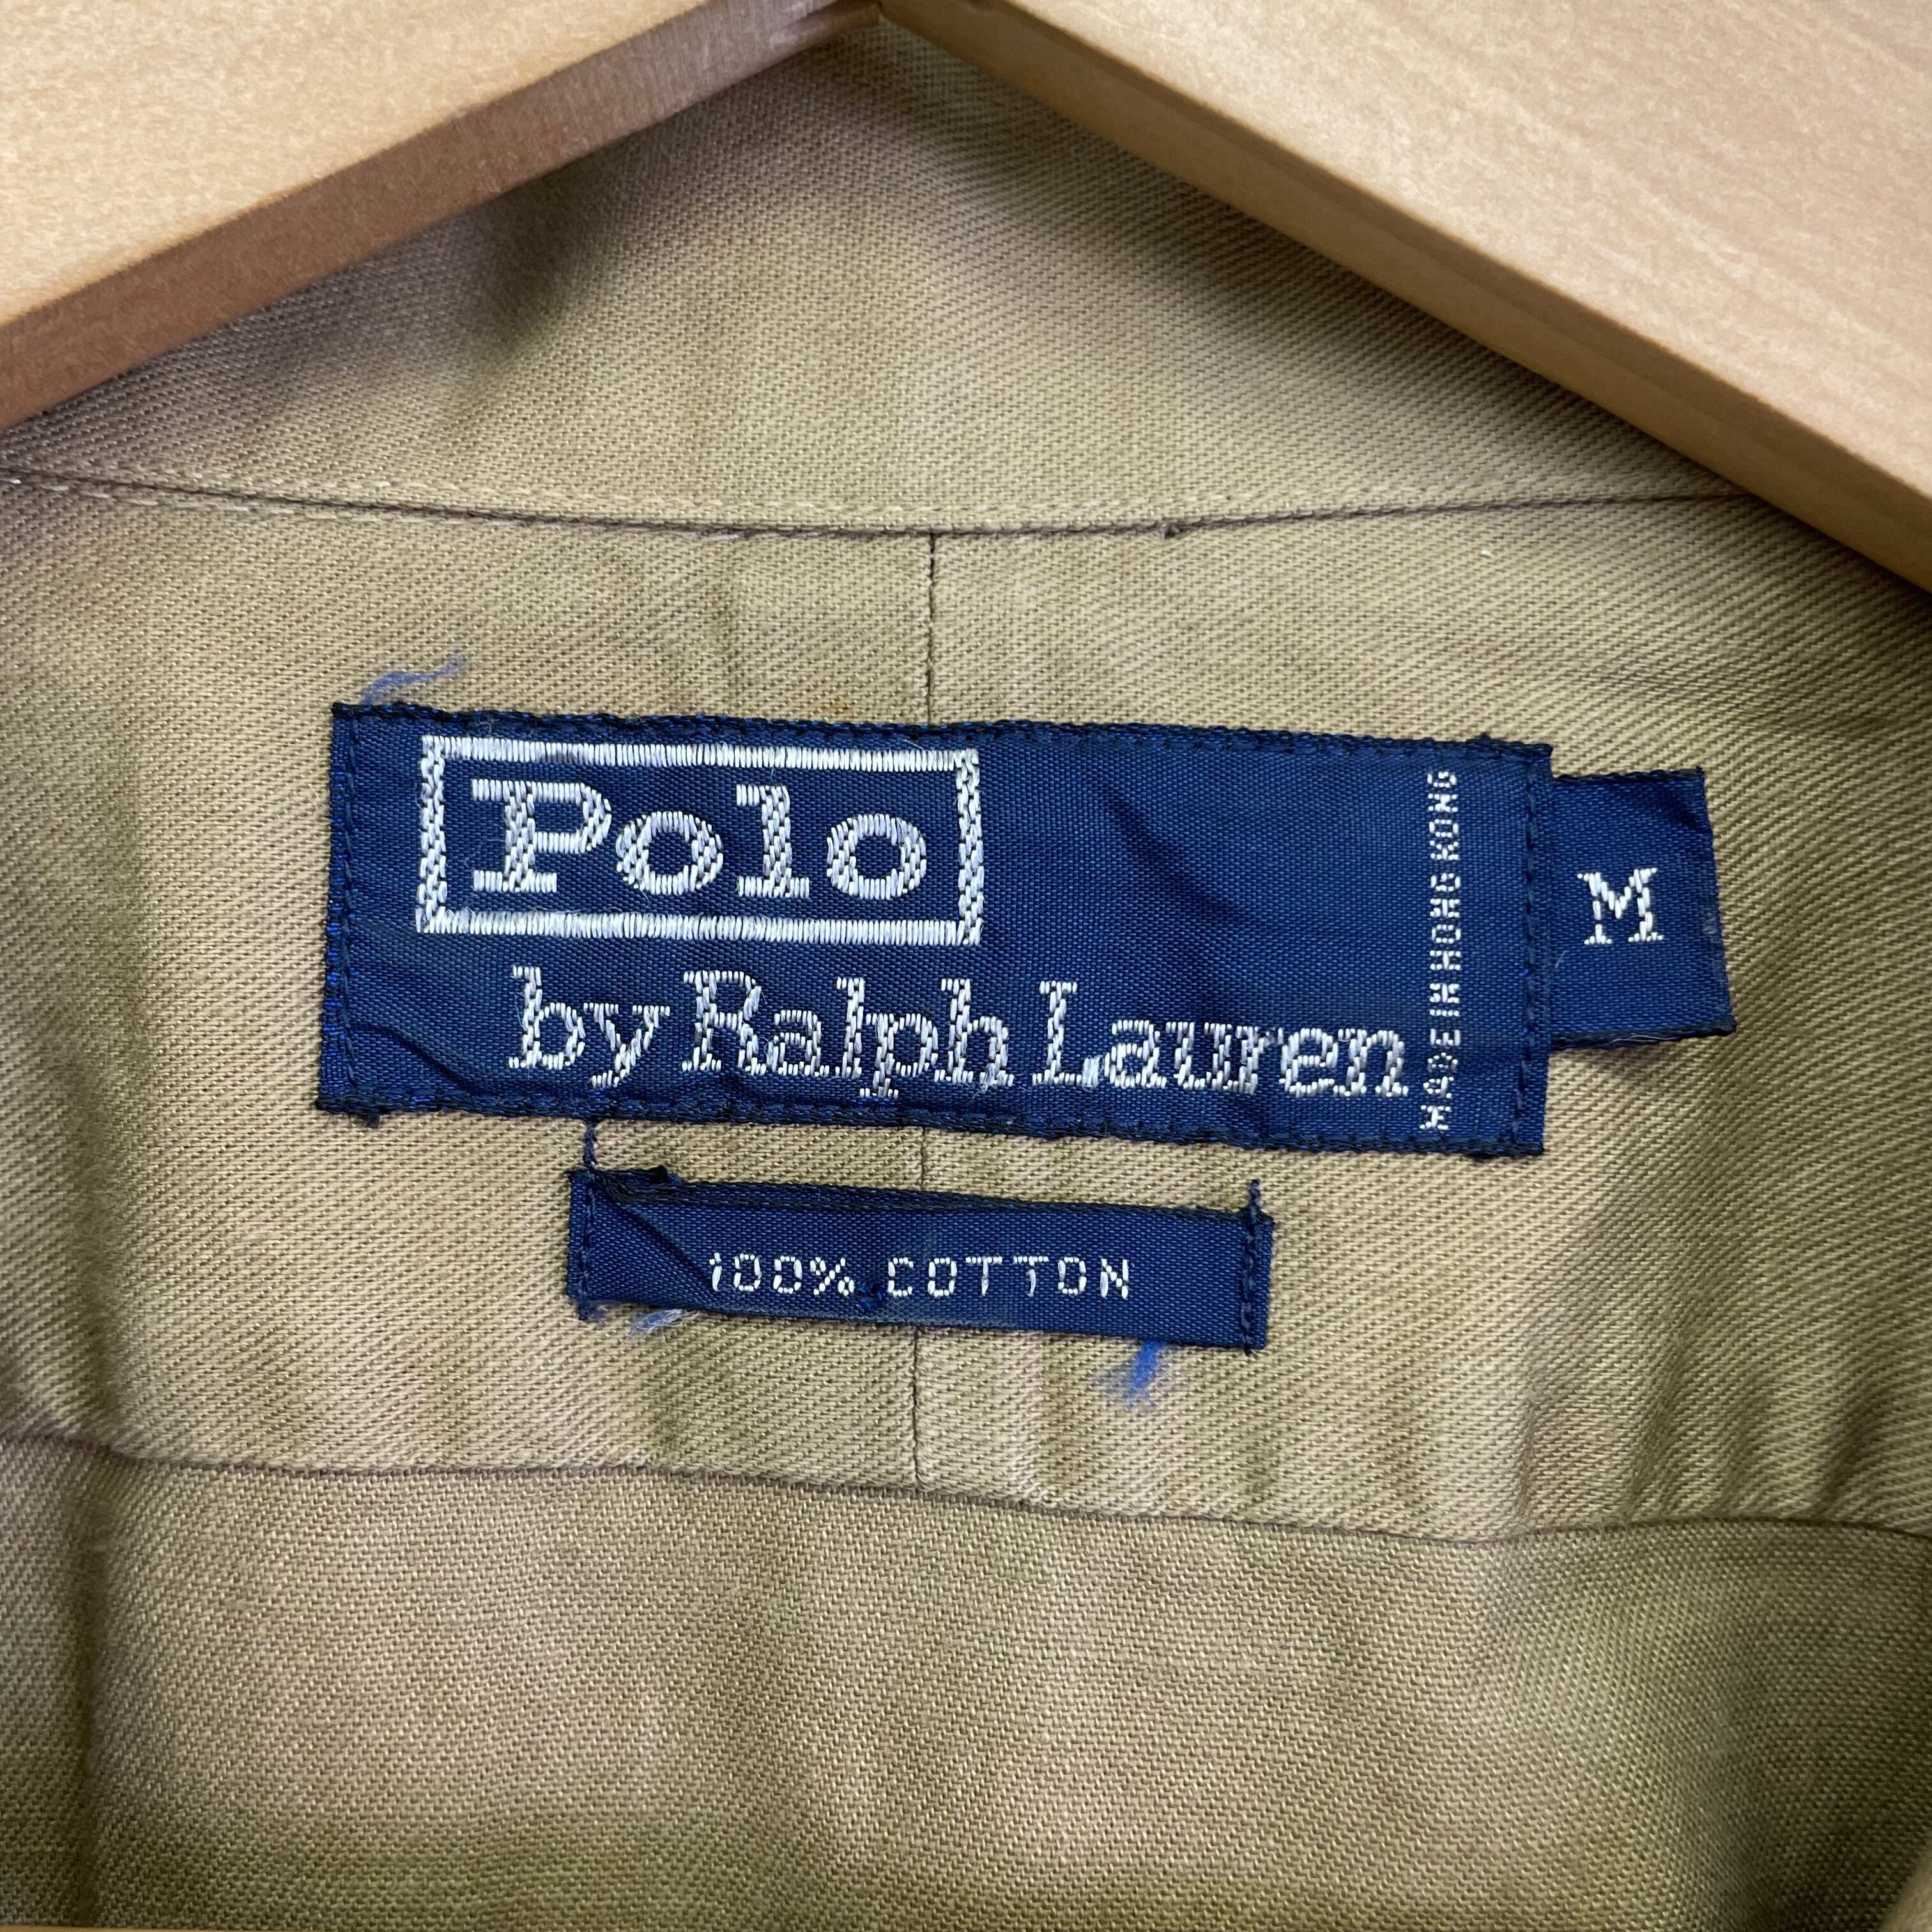 Polo
by Ralph Lauren
MADE IN HONG KONG
M
100% COTTON